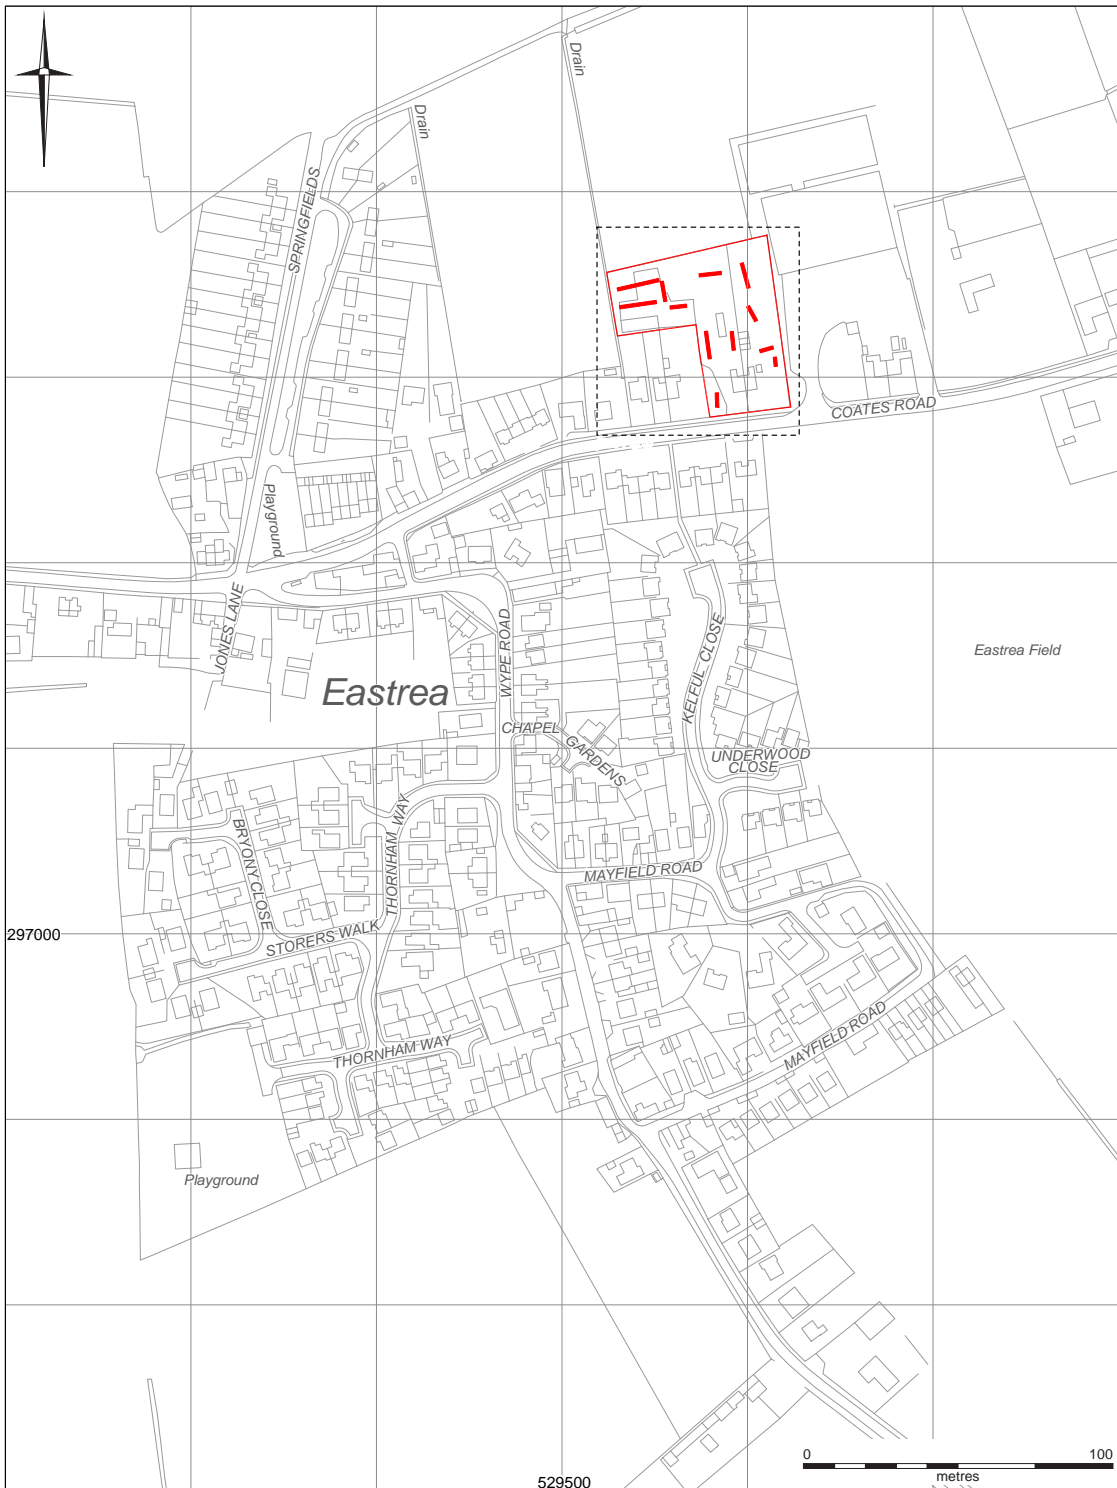 Drain
Drain
SPRINGFIELDS
COATES ROAD
Playground
JONES LANE
WYPE ROAD
KELFUL CLOSE
Eastrea Field
Eastrea
CHAPEL GARDENS
UNDERWOOD
CLOSE
THORNHAM WAY
BRYONY CLOSE
MAYFIELD ROAD
STORERS WALK
297000
MAYFIELD ROAD
THORNHAM WAY
Playground
0 100
metres
529500